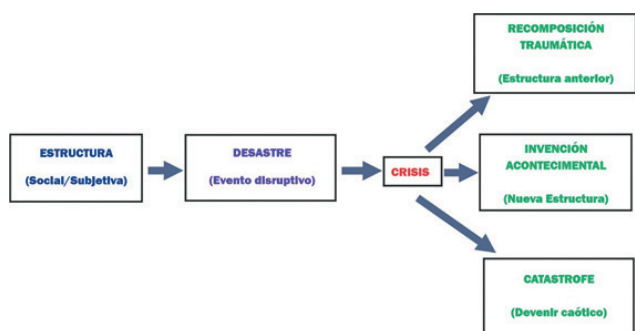 ESTRUCTURA
(Social/Subjetiva)
DESASTRE
(Evento disruptivo)
CRISIS
RECOMPOSICIÓN
TRAUMÁTICA
(Estructura anterior)
INVENCIÓN
ACONTECIMENTAL
(Nueva Estructura)
CATASTROFE
(Devenir caótico)